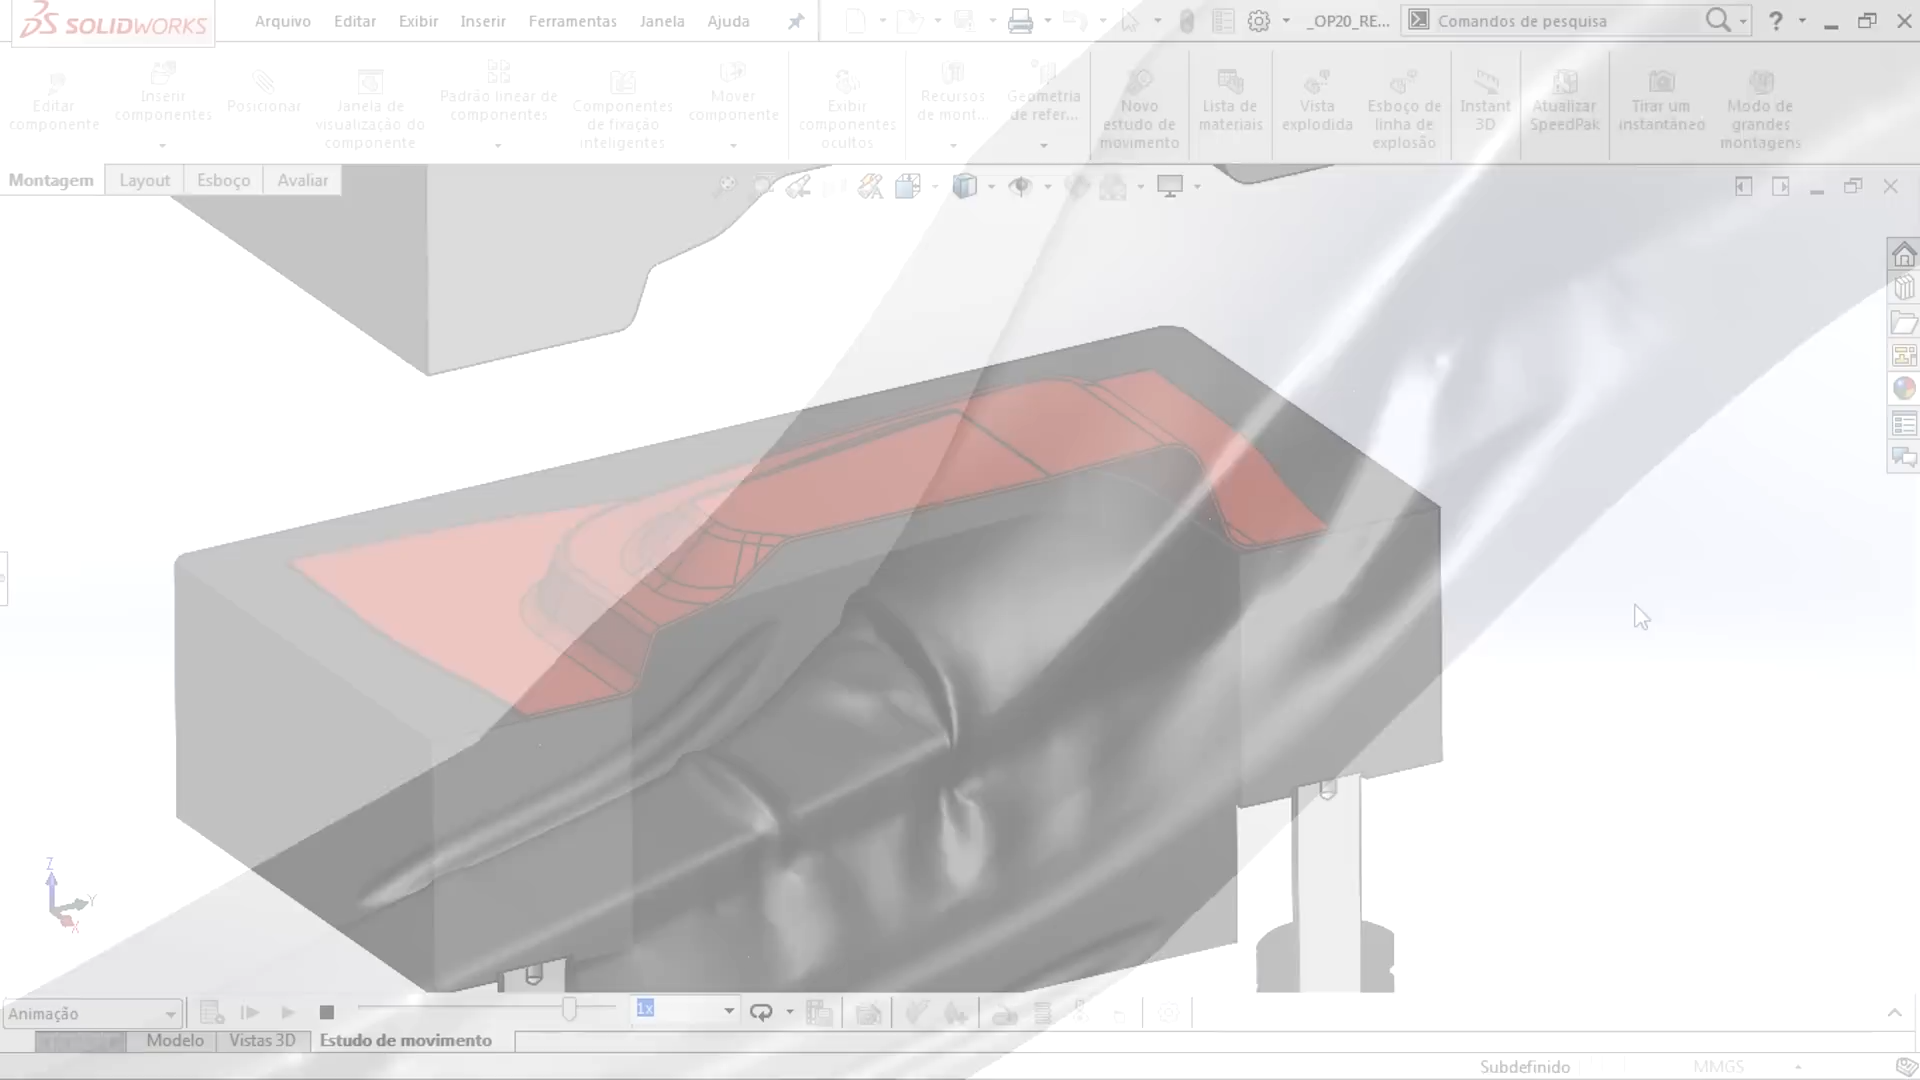 SOLIDWORKS
Arquivo Editar Exibir Inserir Ferramentas Janela Ajuda
_OP20_RE...
Comandos de pesquisa
?
Editar componente
Inserir componentes
Posicionar
Janela de visualização do componente
Padrão linear de componentes
Componentes de fixação inteligentes
Mover componente
Exibir componentes ocultos
Recursos de mont...
Geometria de refer...
Novo estudo de movimento
Lista de materiais
Vista explodida
Esboço de linha de explosão
Instant 3D
Atualizar SpeedPak
Tirar um instantâneo
Modo de grandes montagens
Montagem Layout Esboço Avaliar
Z
Y
X
Animação
1x
Modelo Vistas 3D Estudo de movimento
Subdefinido
MMGS